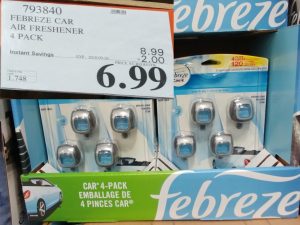 febreze
793840
FEBREZE CAR
AIR FRESHENER
4 PACK
Instant Savings
8.99
-2.00
6.99
1.748
120
CAR* 4-PACK
EMBALLAGE DE
4 PINCES CAR*
febreze